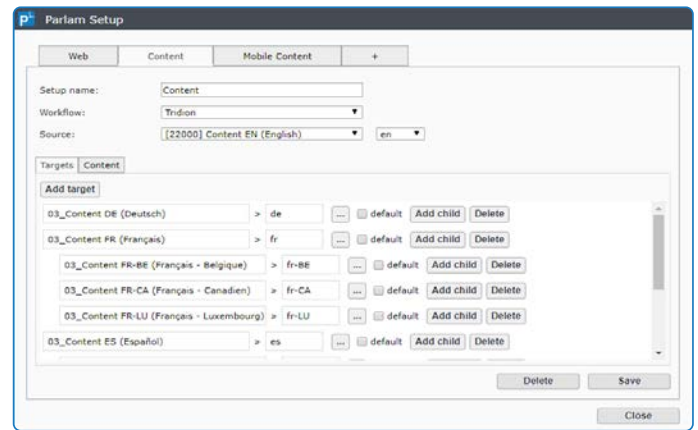 P Parlam Setup
Web Content Mobile Content +
Setup name: Content
Workflow: Tridion
Source: [22000] Content EN (English) en
Targets Content
Add target
03_Content DE (Deutsch) > de ... default Add child Delete
03_Content FR (Français) > fr ... default Add child Delete
03_Content FR-BE (Français - Belgique) > fr-BE ... default Add child Delete
03_Content FR-CA (Français - Canadien) > fr-CA ... default Add child Delete
03_Content FR-LU (Français - Luxembourg) > fr-LU ... default Add child Delete
03_Content ES (Español) > es ... default Add child Delete
Delete Save
Close